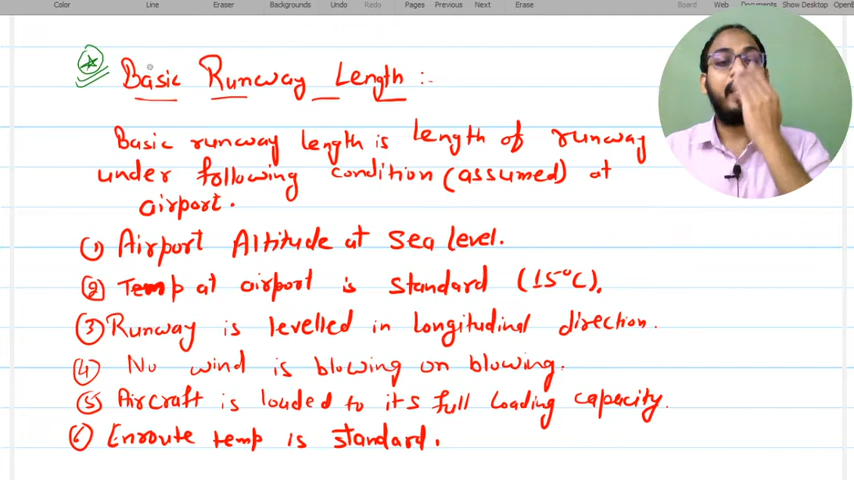 Color Line Eraser Backgrounds Undo Redo Pages Previous Next Erase Board Web Documents Show Desktop
Basic Runway Length :-
Basic runway length is Length of runway
under following condition (assumed) at
airport.
(1) Airport Altitude at Sea level.
(2) Temp at airport is standard (15°C).
(3) Runway is levelled in longitudinal direction.
(4) No wind is blowing on blowing.
(5) Aircraft is loaded to it's full loading capacity.
(6) Enroute temp is standard.